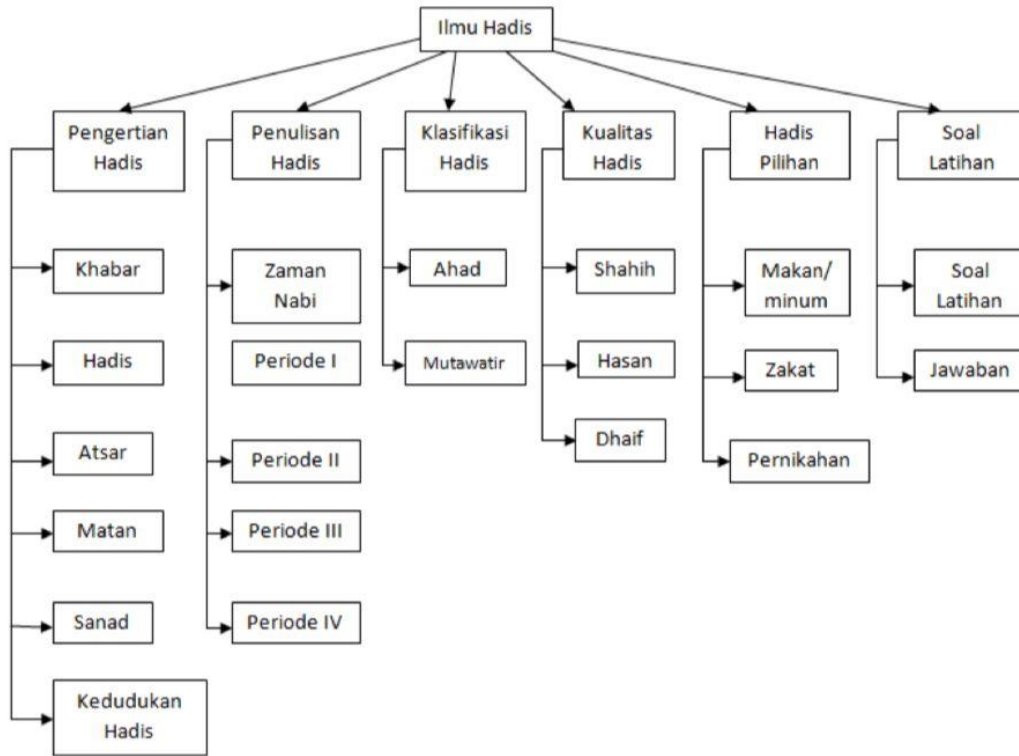 Ilmu Hadis
Pengertian
Hadis
Penulisan
Hadis
Klasifikasi
Hadis
Kualitas
Hadis
Hadis
Pilihan
Soal
Latihan
Khabar
Hadis
Atsar
Matan
Sanad
Kedudukan
Hadis
Zaman
Nabi
Periode I
Periode II
Periode III
Periode IV
Ahad
Mutawatir
Shahih
Hasan
Dhaif
Makan/
minum
Zakat
Pernikahan
Soal
Latihan
Jawaban